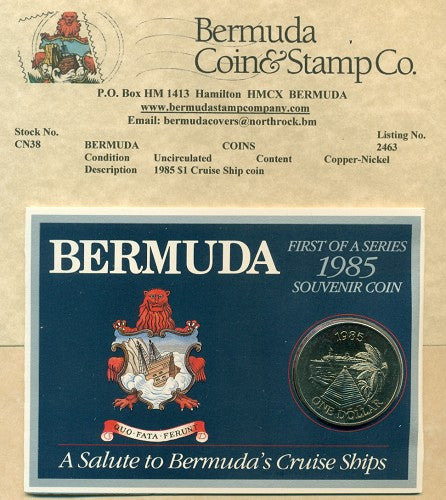 Bermuda
Coin&Stamp Co.
P.O. Box HM 1413 Hamilton HMCX BERMUDA
www.bermudastampcompany.com
Email: bermudacovers@northrock.bm
Stock No. Listing No.
CN38 BERMUDA COINS 2463
Condition Uncirculated Content Copper-Nickel
Description 1985 $1 Cruise Ship coin
BERMUDA
FIRST OF A SERIES
1985
SOUVENIR COIN
1985
ONE DOLLAR
QUO FATA FERUNT
A Salute to Bermuda's Cruise Ships